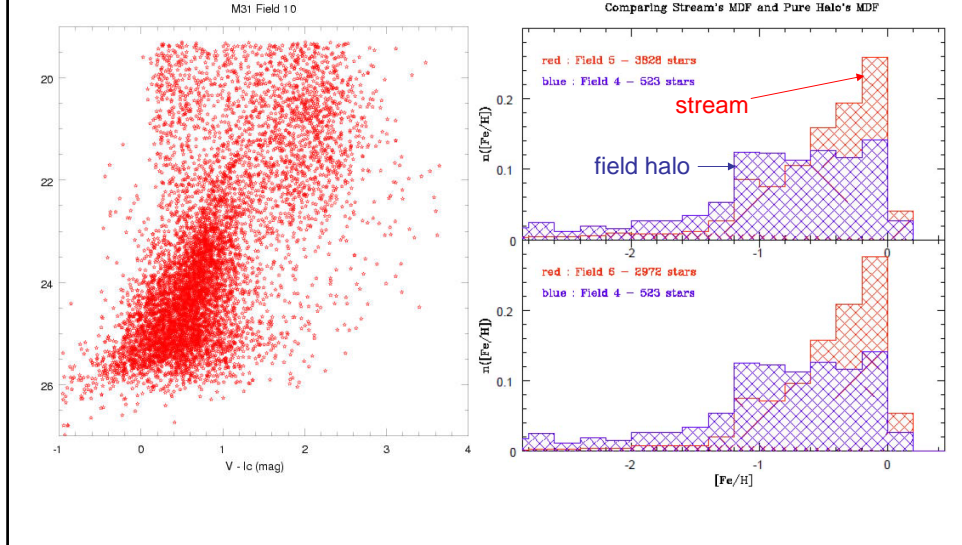 M31 Field 10
20
22
24
26
-1
0
1
2
3
4
V - Ic (mag)
Comparing Stream's MDF and Pure Halo's MDF
red : Field 5 - 3828 stars
blue : Field 4 - 523 stars
stream
field halo
n([Fe/H])
0.2
0.1
0
-2
-1
0
red : Field 6 - 2972 stars
blue : Field 4 - 523 stars
n([Fe/H])
0.2
0.1
0
-2
-1
0
[Fe/H]